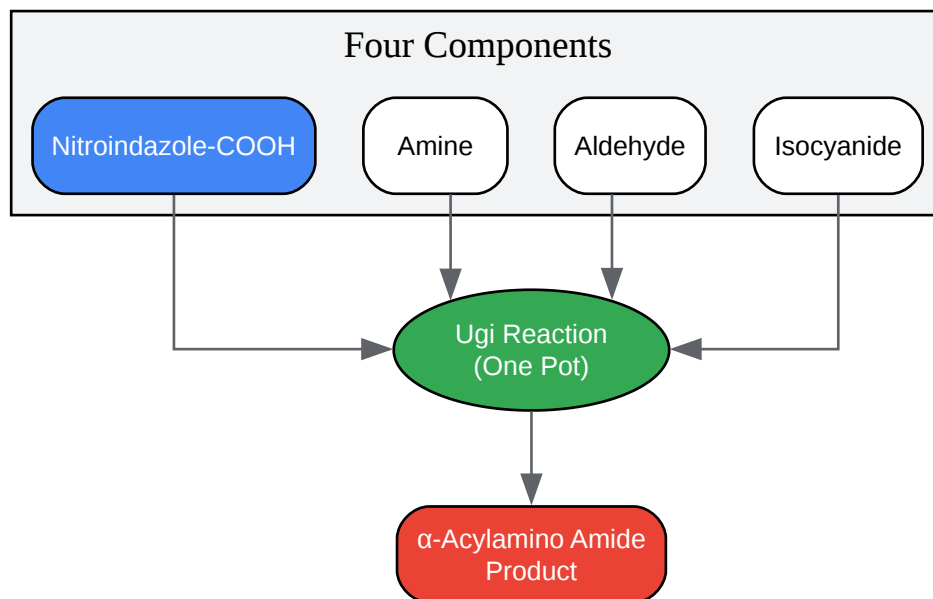 Four Components
Nitroindazole-COOH
Amine
Aldehyde
Isocyanide
Ugi Reaction
(One Pot)
α-Acylamino Amide
Product